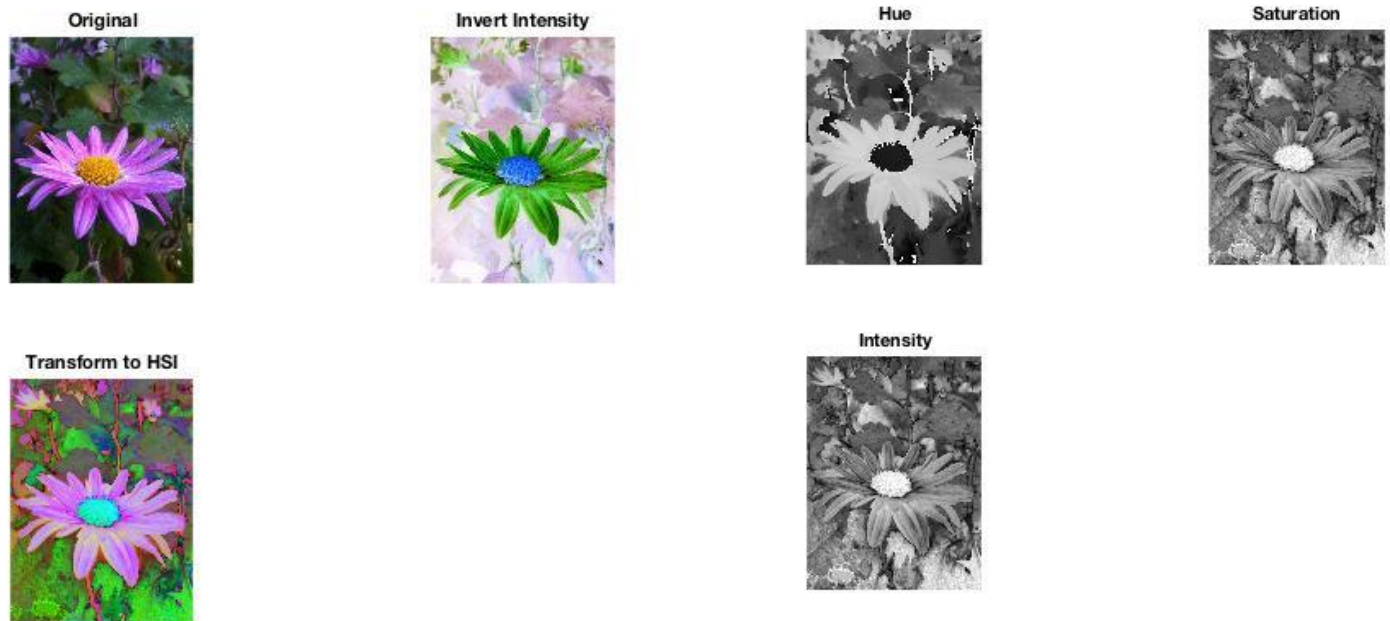 Original
Invert Intensity
Hue
Saturation
Transform to HSI
Intensity